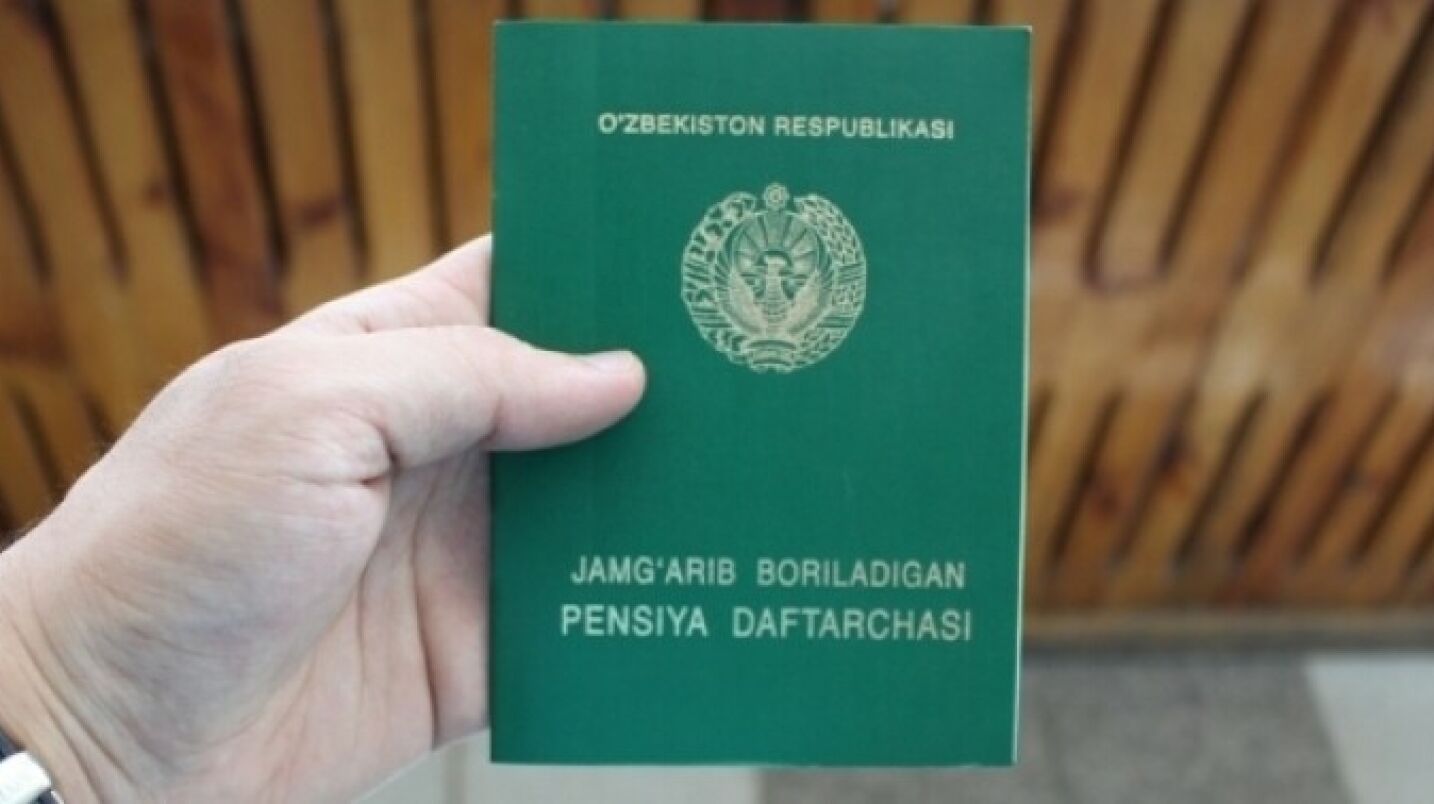 O'ZBEKISTON RESPUBLIKASI
JAMG‘ARIB BORILADIGAN
PENSIYA DAFTARCHASI